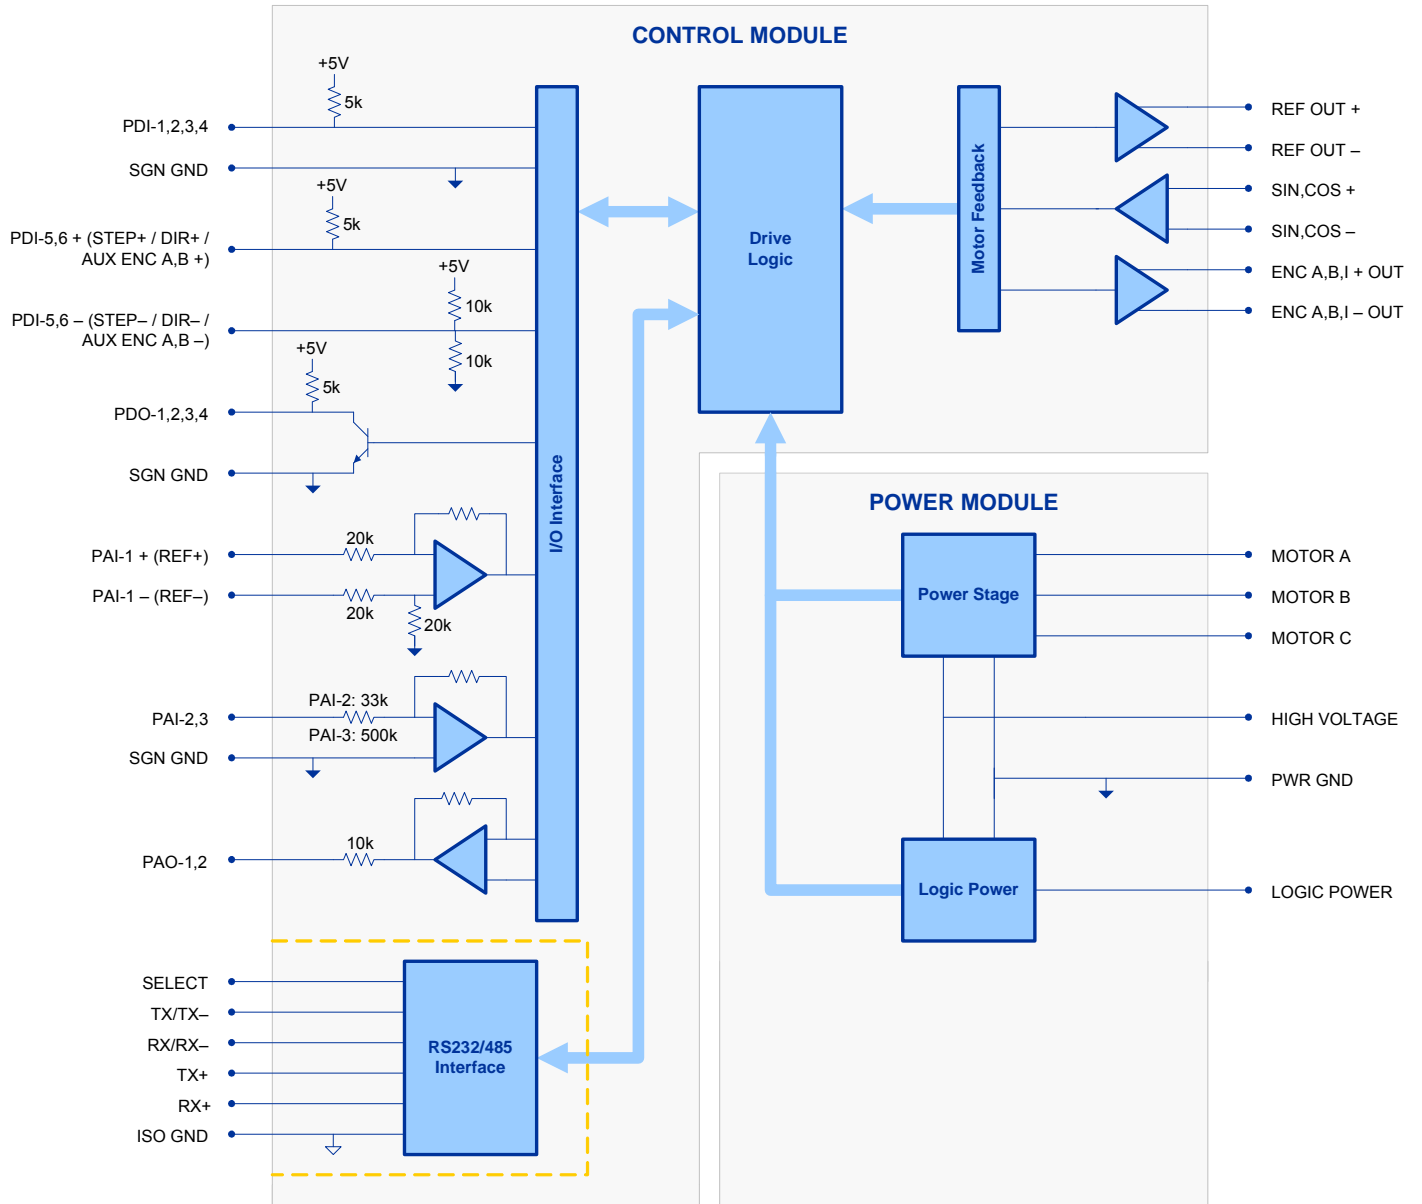 CONTROL MODULE
+5V
5k
PDI-1,2,3,4
SGN GND
+5V
5k
PDI-5,6 + (STEP+ / DIR+ /
AUX ENC A,B +)
+5V
10k
PDI-5,6 – (STEP– / DIR– /
AUX ENC A,B –)
10k
+5V
5k
PDO-1,2,3,4
SGN GND
20k
PAI-1 + (REF+)
PAI-1 – (REF–)
20k
20k
PAI-2: 33k
PAI-2,3
PAI-3: 500k
SGN GND
10k
PAO-1,2
I/O Interface
Drive
Logic
Motor Feedback
REF OUT +
REF OUT –
SIN,COS +
SIN,COS –
ENC A,B,I + OUT
ENC A,B,I – OUT
POWER MODULE
Power Stage
MOTOR A
MOTOR B
MOTOR C
HIGH VOLTAGE
PWR GND
Logic Power
LOGIC POWER
SELECT
TX/TX–
RX/RX–
TX+
RX+
ISO GND
RS232/485
Interface